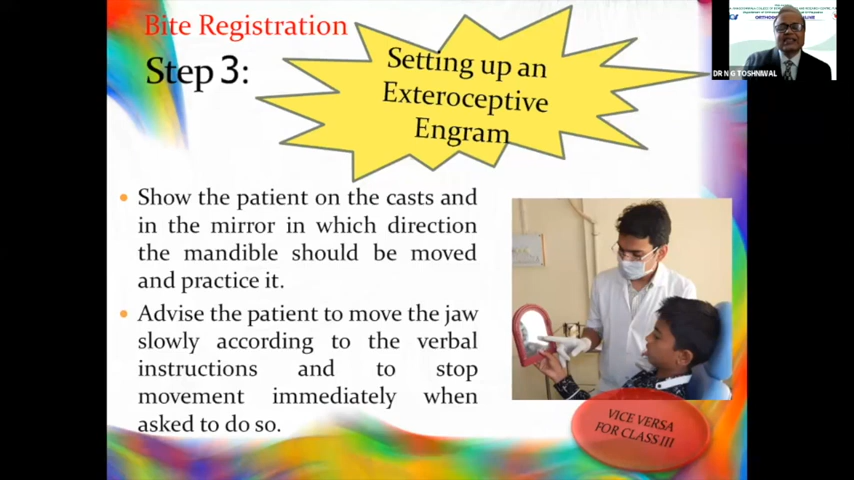 Bite Registration
Step 3:
Setting up an
Exteroceptive
Engram
Show the patient on the casts and
in the mirror in which direction
the mandible should be moved
and practice it.
Advise the patient to move the jaw
slowly according to the verbal
instructions and to stop
movement immediately when
asked to do so.
VICE VERSA
FOR CLASS III
DR N G TOSHNIWAL